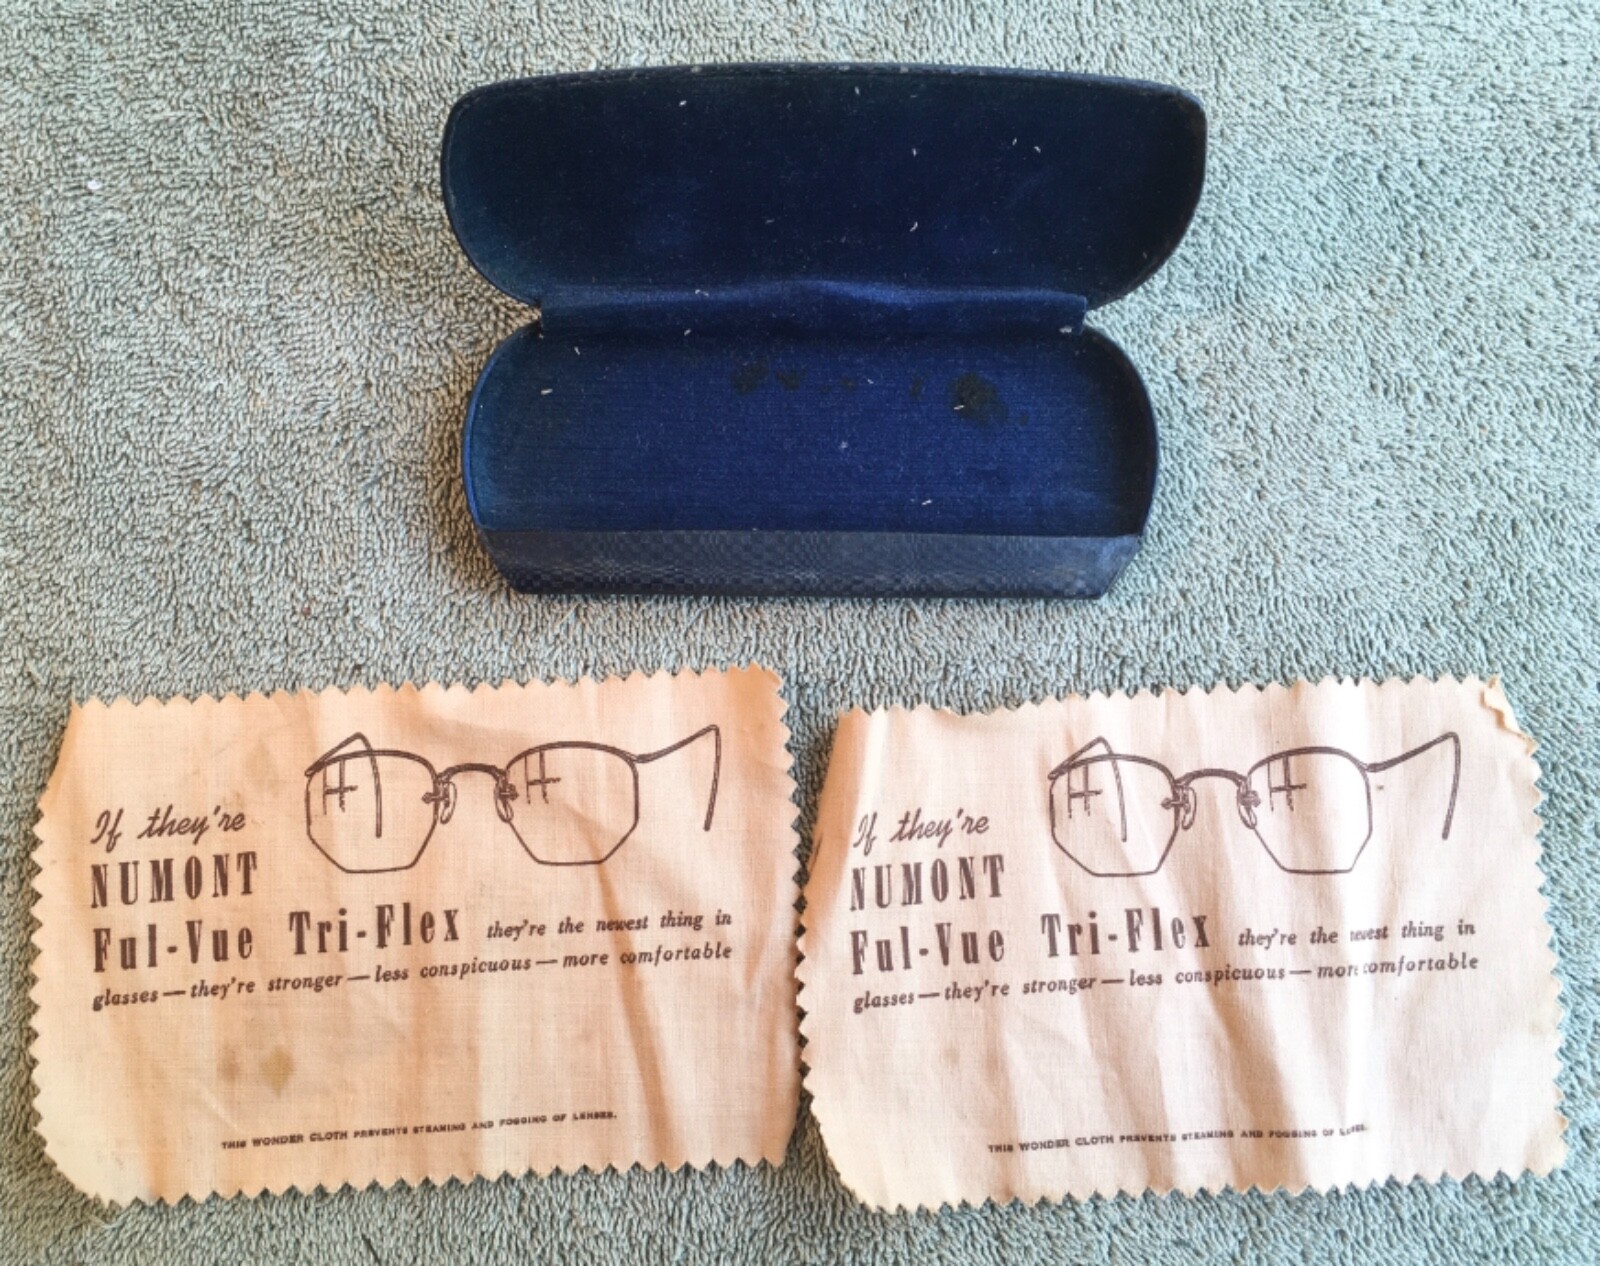 If they're
NUMONT
Ful-Vue Tri-Flex they're the newest thing in
glasses — they're stronger — less conspicuous — more comfortable
THIS WONDER CLOTH PREVENTS STEAMING AND FOGGING OF LENSES.
If they're
NUMONT
Ful-Vue Tri-Flex they're the newest thing in
glasses — they're stronger — less conspicuous — more comfortable
THIS WONDER CLOTH PREVENTS STEAMING AND FOGGING OF LENSES.